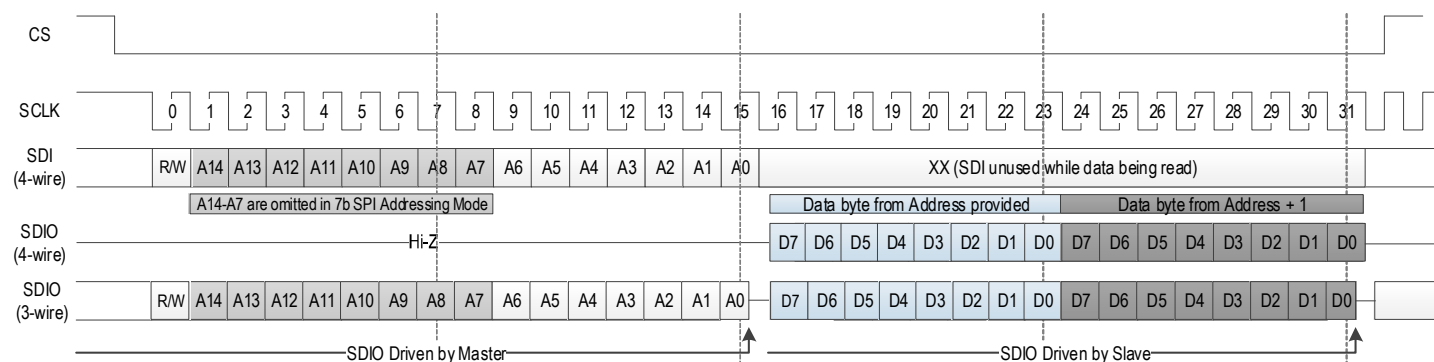 CS
SCLK 0 1 2 3 4 5 6 7 8 9 10 11 12 13 14 15 16 17 18 19 20 21 22 23 24 25 26 27 28 29 30 31
SDI
(4-wire)
R/W A14 A13 A12 A11 A10 A9 A8 A7 A6 A5 A4 A3 A2 A1 A0 XX (SDI unused while data being read)
A14-A7 are omitted in 7b SPI Addressing Mode Data byte from Address provided Data byte from Address + 1
SDIO
(4-wire)
Hi-Z D7 D6 D5 D4 D3 D2 D1 D0 D7 D6 D5 D4 D3 D2 D1 D0
SDIO
(3-wire)
R/W A14 A13 A12 A11 A10 A9 A8 A7 A6 A5 A4 A3 A2 A1 A0 D7 D6 D5 D4 D3 D2 D1 D0 D7 D6 D5 D4 D3 D2 D1 D0
SDIO Driven by Master SDIO Driven by Slave